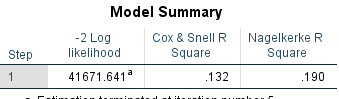 Model Summary
-2 Log Cox & Snell R Nagelkerke R
Step likelihood Square Square
1 41671.641a .132 .190
a. Estimation terminated at iteration number 5